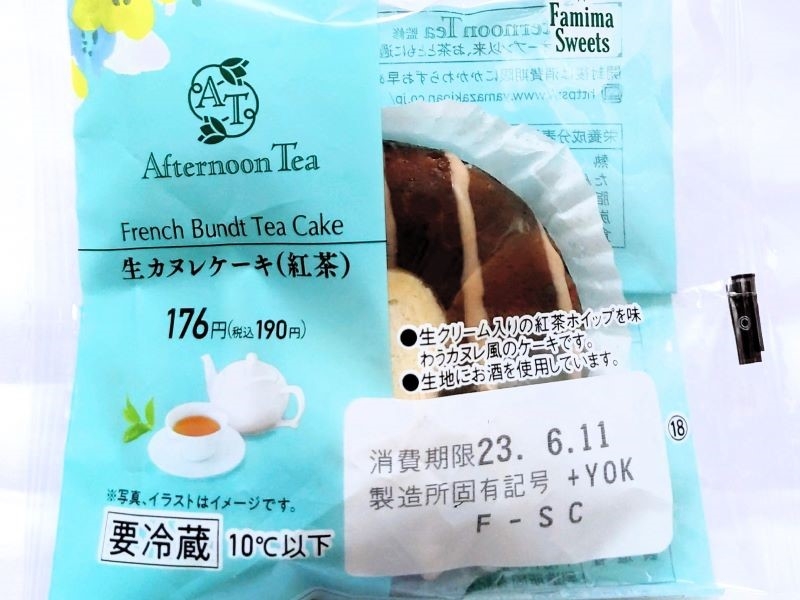 Famima
Sweets
AT
Afternoon Tea
French Bundt Tea Cake
生カヌレケーキ(紅茶)
176円(税込190円)
●生クリーム入りの紅茶ホイップを味
わうカヌレ風のケーキです。
●生地にお酒を使用しています。
消費期限23. 6.11
製造所固有記号 +YOK
F-SC
⑱
※写真、イラストはイメージです。
要冷蔵 10℃以下